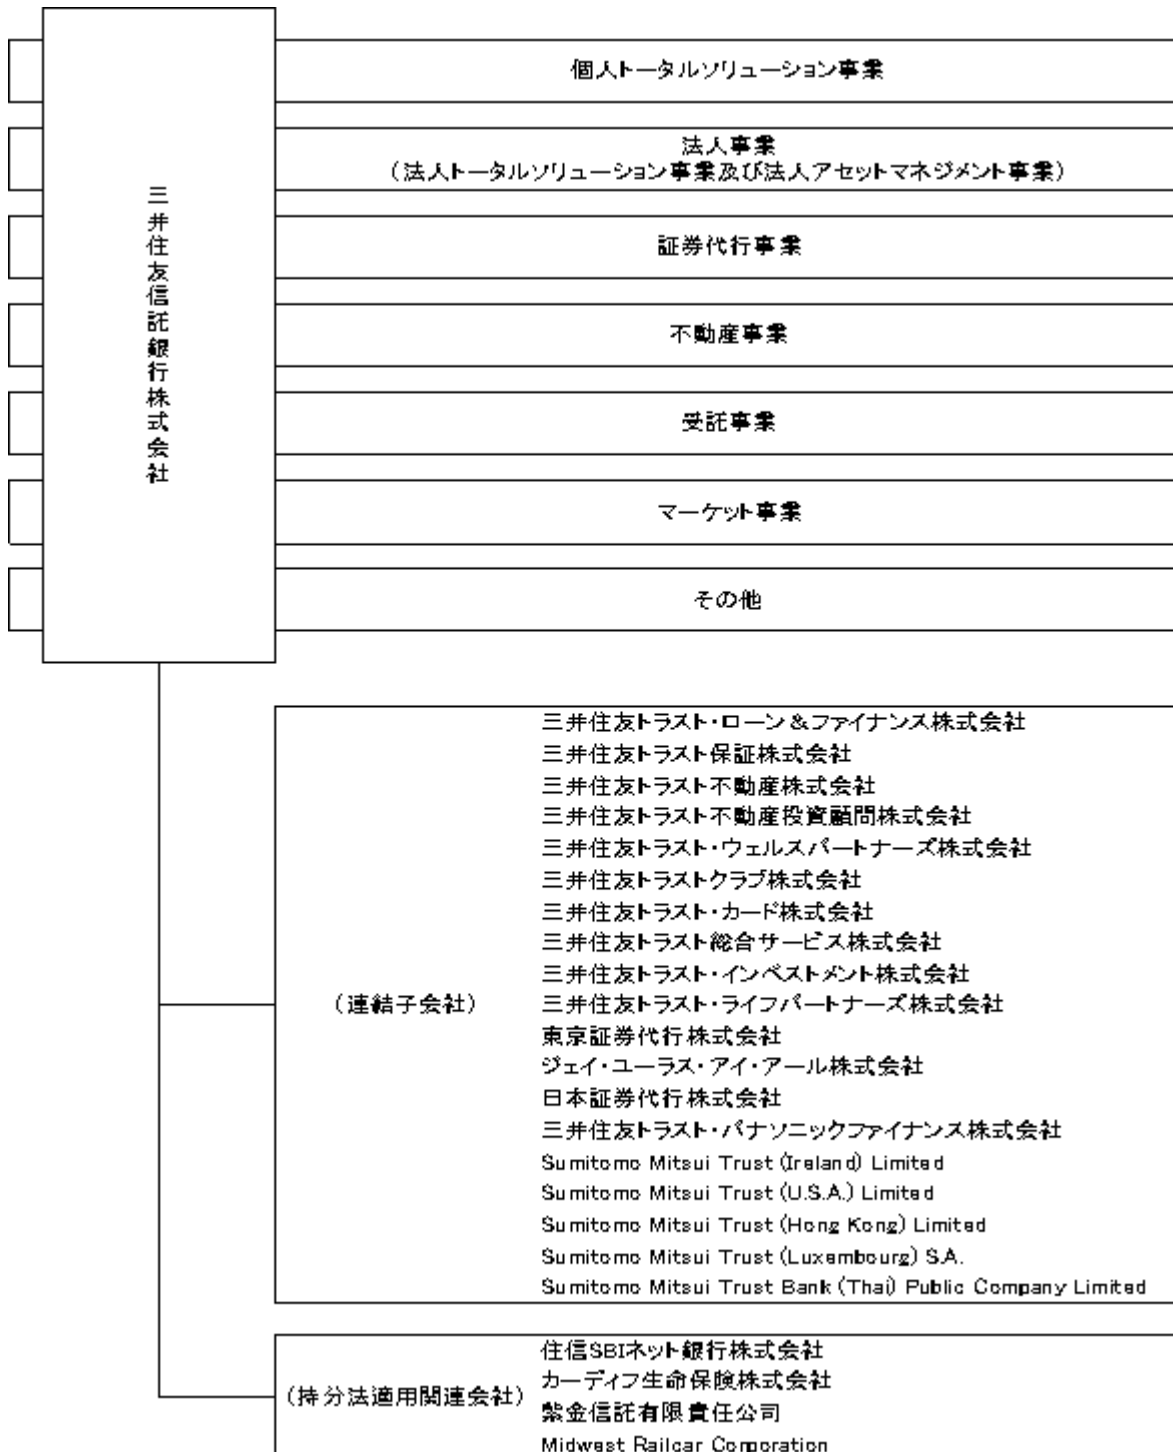 三井住友信託銀行株式会社
個人トータルソリューション事業
法人事業
（法人トータルソリューション事業及び法人アセットマネジメント事業）
証券代行事業
不動産事業
受託事業
マーケット事業
その他
（連結子会社）
三井住友トラスト・ローン＆ファイナンス株式会社
三井住友トラスト保証株式会社
三井住友トラスト不動産株式会社
三井住友トラスト不動産投資顧問株式会社
三井住友トラスト・ウェルスパートナーズ株式会社
三井住友トラストクラブ株式会社
三井住友トラスト・カード株式会社
三井住友トラスト総合サービス株式会社
三井住友トラスト・インベストメント株式会社
三井住友トラスト・ライフパートナーズ株式会社
東京証券代行株式会社
ジェイ・ユーラス・アイ・アール株式会社
日本証券代行株式会社
三井住友トラスト・パナソニックファイナンス株式会社
Sumitomo Mitsui Trust (Ireland) Limited
Sumitomo Mitsui Trust (U.S.A.) Limited
Sumitomo Mitsui Trust (Hong Kong) Limited
Sumitomo Mitsui Trust (Luxembourg) S.A.
Sumitomo Mitsui Trust Bank (Thai) Public Company Limited
（持分法適用関連会社）
住信SBIネット銀行株式会社
カーディフ生命保険株式会社
紫金信託有限責任公司
Midwest Railcar Corporation